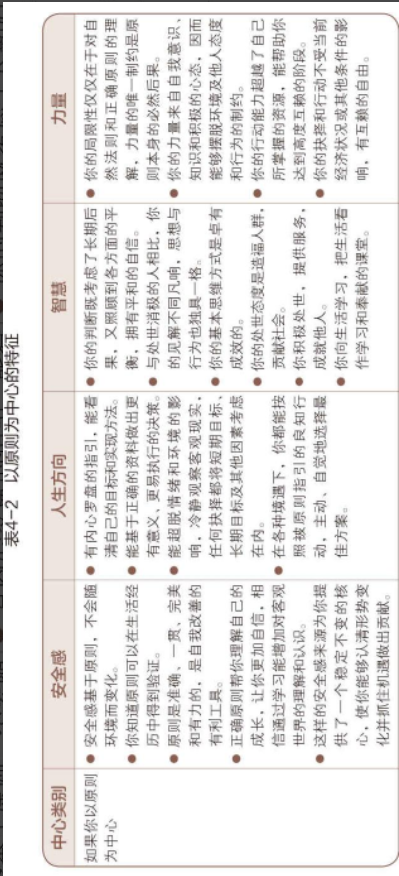 表4-2 以原则为中心的特征
中心类别
安全感
人生方向
智慧
力量
如果你以原则
为中心
● 安全感基于原则，不会随
环境而变化。
● 你知道原则可以在生活经
历中得到验证。
● 原则是准确、一贯、完美
和有力的，是自我改善的
有利工具。
● 正确原则帮你理解自己的
成长，让你更加自信，相
信通过学习能增加对客观
世界的理解和认识。
● 这样的安全感来源为你提
供了一个稳定不变的核
心，使你能够认清形势变
化并抓住机遇做出贡献。
● 有内心罗盘的指引，能看
清自己的目标和实现方法。
● 能基于正确的资料做出更
有意义、更易执行的决策。
● 能超脱情绪和环境的影
响，冷静观察客观现实，
任何抉择都将短期目标、
长期目标及其他因素考虑
在内。
● 在各种境遇下，你都能按
照被原则指引的良知行
动，主动、自觉地选择最
佳方案。
● 你的判断既考虑了长期后
果，又照顾到各方面的平
衡，拥有平和的自信。
● 与处世消极的人相比，你
的见解不同凡响，思想与
行为也独具一格。
● 你的基本思维方式是卓有
成效的。
● 你的处世态度是造福人群，
贡献社会。
● 你积极处世，提供服务，
成就他人。
● 你向生活学习，把生活看
作学习和奉献的课堂。
● 你的局限性仅仅在于对自
然法则和正确原则的理
解，力量的唯一制约是原
则本身的必然后果。
● 你的力量来自自我意识、
知识和积极的心态，因而
能够摆脱环境及他人态度
和行为的制约。
● 你的行动能力超越了自己
所掌握的资源，能帮助你
达到高度互赖的阶段。
● 你的抉择和行动不受当前
经济状况或其他条件的影
响，有互赖的自由。